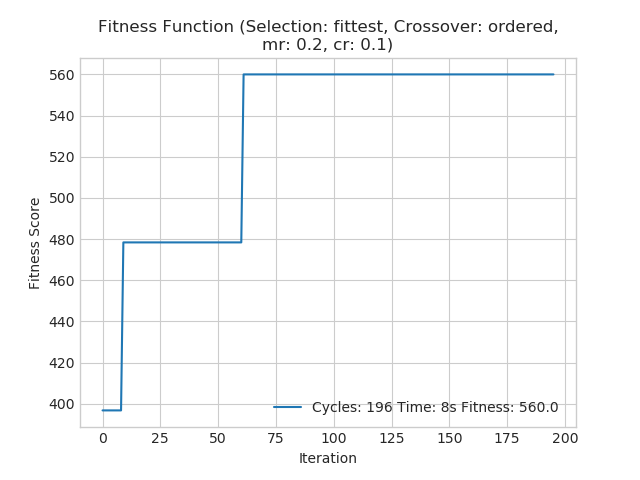 Fitness Function (Selection: fittest, Crossover: ordered,
mr: 0.2, cr: 0.1)
Fitness Score
560
540
520
500
480
460
440
420
400
Cycles: 196 Time: 8s Fitness: 560.0
0 25 50 75 100 125 150 175 200
Iteration